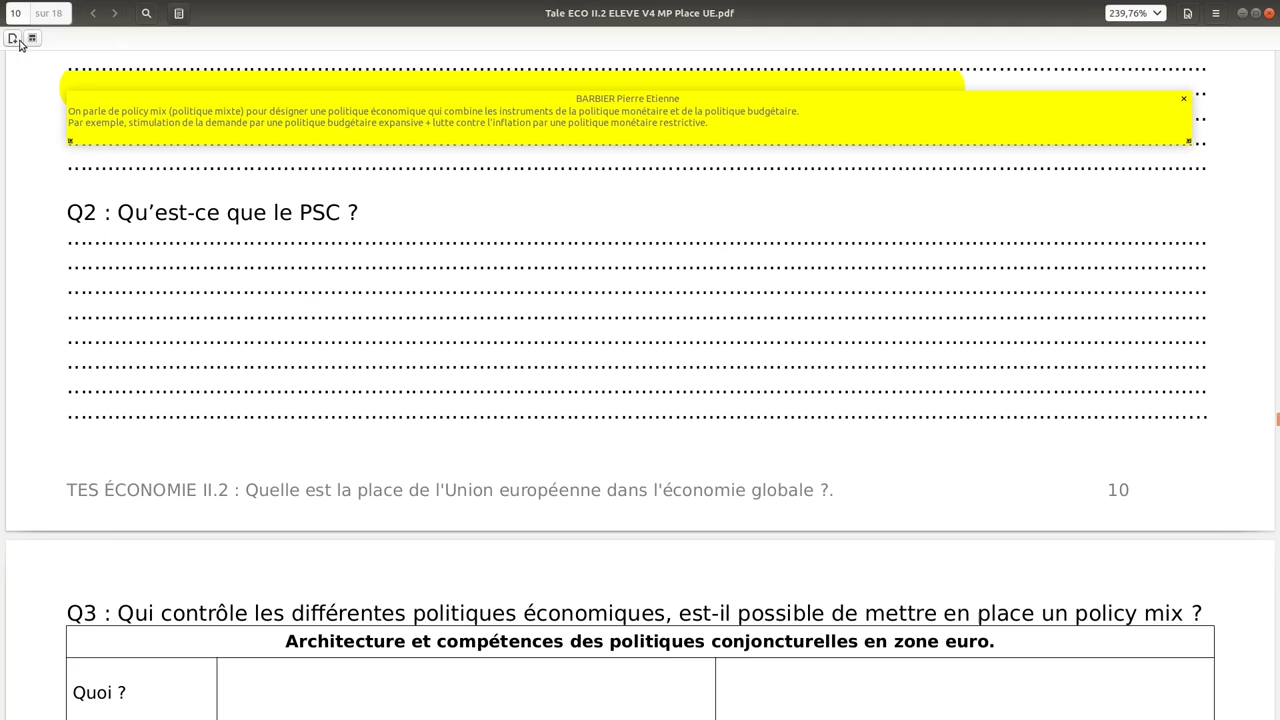 10 sur 18
Tale ECO II.2 ELEVE V4 MP Place UE.pdf
239,76%
BARBIER Pierre Etienne
On parle de policy mix (politique mixte) pour désigner une politique économique qui combine les instruments de la politique monétaire et de la politique budgétaire.
Par exemple, stimulation de la demande par une politique budgétaire expansive + lutte contre l'inflation par une politique monétaire restrictive.
Q2 : Qu’est-ce que le PSC ?
TES ÉCONOMIE II.2 : Quelle est la place de l'Union européenne dans l'économie globale ?. 10
Q3 : Qui contrôle les différentes politiques économiques, est-il possible de mettre en place un policy mix ?
Architecture et compétences des politiques conjoncturelles en zone euro.
Quoi ?